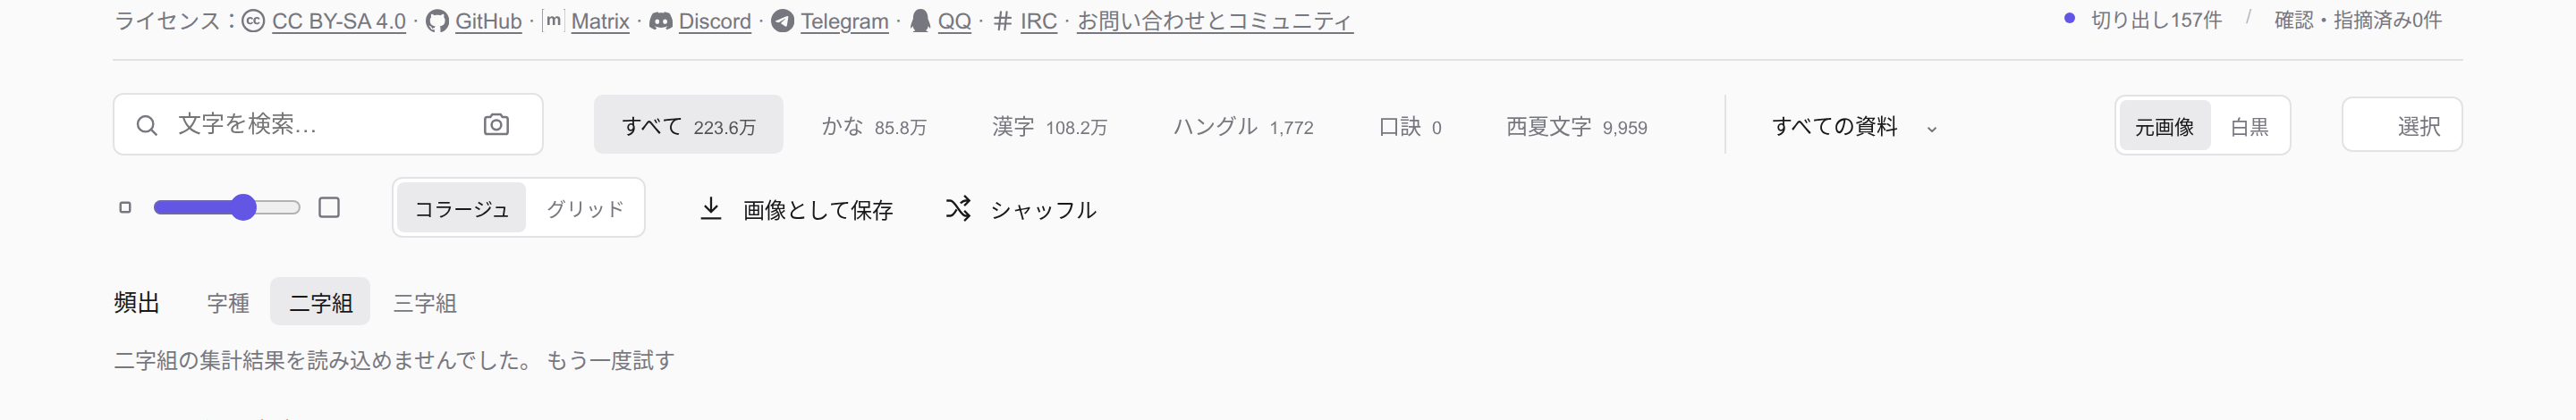 ライセンス：CC BY-SA 4.0 · GitHub · [m] Matrix · Discord · Telegram · QQ · IRC · お問い合わせとコミュニティ
切り出し157件 / 確認・指摘済み0件
文字を検索… すべて 223.6万 かな 85.8万 漢字 108.2万 ハングル 1,772 口訣 0 西夏文字 9,959 すべての資料 元画像 白黒 選択
コラージュ グリッド 画像として保存 シャッフル
頻出 字種 二字組 三字組
二字組の集計結果を読み込めませんでした。 もう一度試す